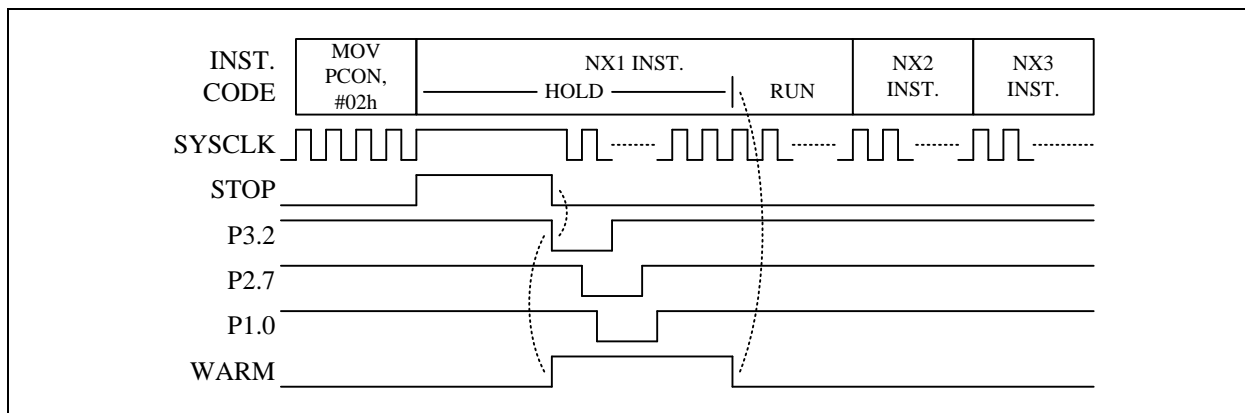 INST.
CODE
MOV
PCON,
#02h
NX1 INST.
HOLD
RUN
NX2
INST.
NX3
INST.
SYSCLK
STOP
P3.2
P2.7
P1.0
WARM